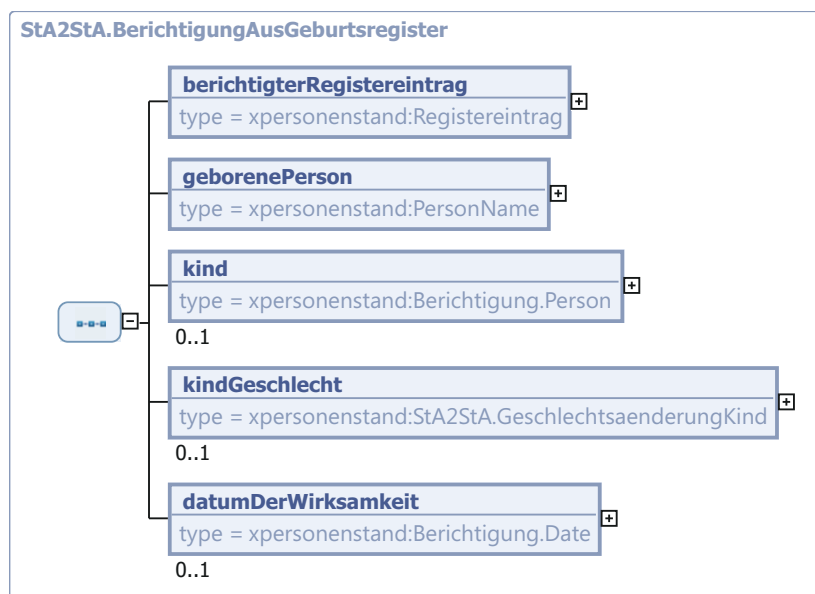 StA2StA.BerichtigungAusGeburtsregister
berichtigterRegistereintrag
type = xpersonenstand:Registereintrag
geborenePerson
type = xpersonenstand:PersonName
kind
type = xpersonenstand:Berichtigung.Person
0..1
kindGeschlecht
type = xpersonenstand:StA2StA.GeschlechtsaenderungKind
0..1
datumDerWirksamkeit
type = xpersonenstand:Berichtigung.Date
0..1